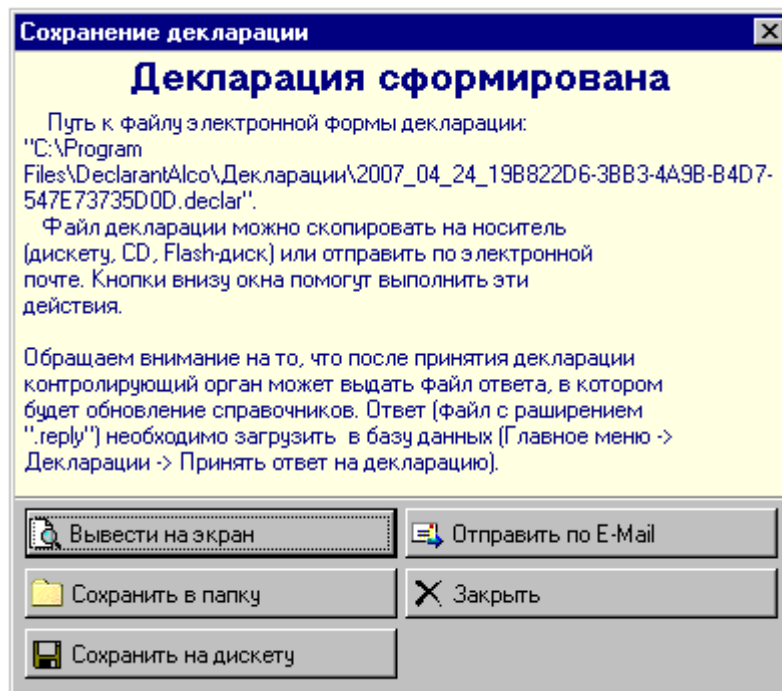 Сохранение декларации
Декларация сформирована
Путь к файлу электронной формы декларации:
"C:\Program
Files\DeclarantAlco\Декларации\2007_04_24_19B822D6-3BB3-4A9B-B4D7-
547E73735D0D.declar".
Файл декларации можно скопировать на носитель
(дискету, CD, Flash-диск) или отправить по электронной
почте. Кнопки внизу окна помогут выполнить эти
действия.
Обращаем внимание на то, что после принятия декларации
контролирующий орган может выдать файл ответа, в котором
будет обновление справочников. Ответ (файл с раширением
".reply") необходимо загрузить в базу данных (Главное меню ->
Декларации -> Принять ответ на декларацию).
Вывести на экран
Отправить по E-Mail
Сохранить в папку
Закрыть
Сохранить на дискету